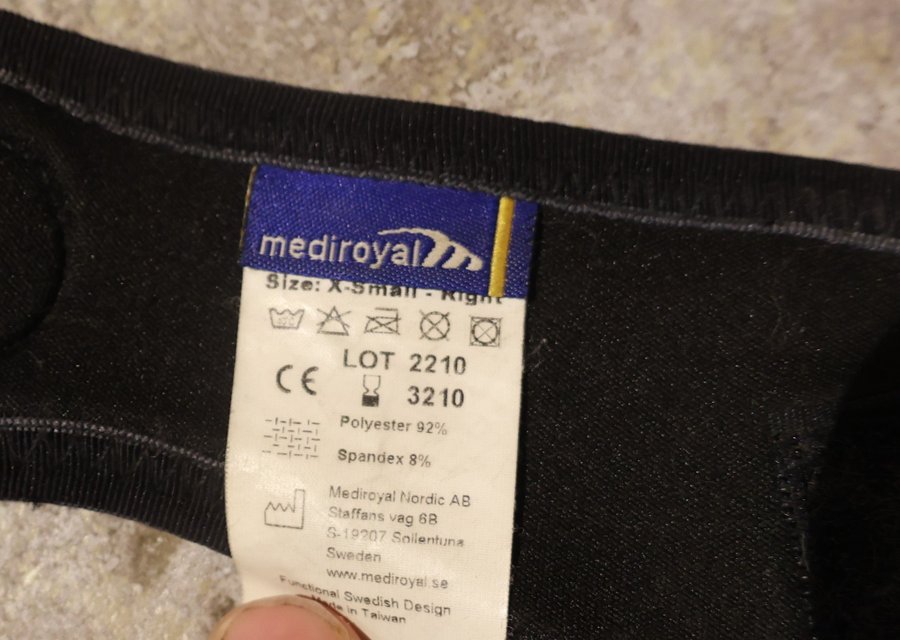 mediroyal
Size: X-Small - Right
LOT 2210
CE
3210
Polyester 92%
Spandex 8%
Mediroyal Nordic AB
Staffans vag 6B
S-19207 Sollentuna
Sweden
www.mediroyal.se
Functional Swedish Design
Made in Taiwan